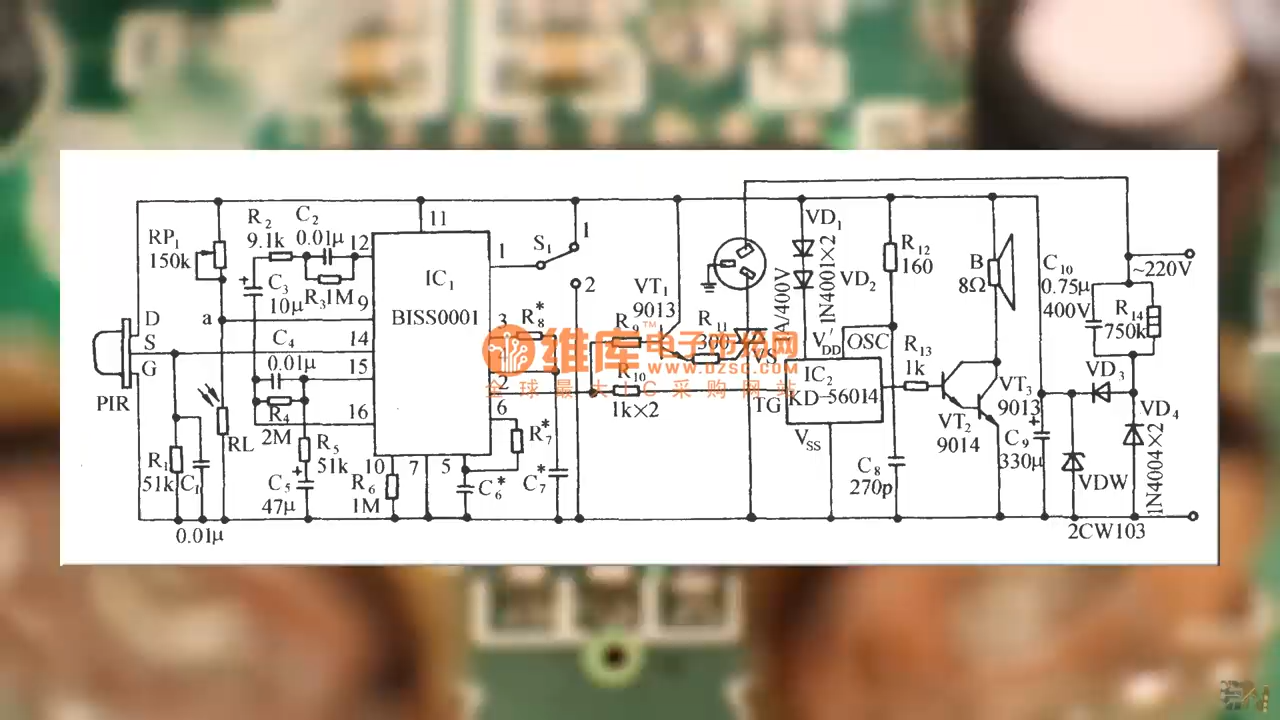 11
R2
9.1k
C2
0.01μ
12
1
S1
1
RP1
150k
IC1
BISS0001
C3
10μ
R3 1M
9
2
VT1
9013
VD1
1N4001×2
VD2
R12
160
B
8Ω
C10
0.75μ
400V
~220V
R14
750k
D
S
G
PIR
a
C4
0.01μ
14
15
3
R8*
R9
R11
VS
A/400V
V'DD
OSC
R13
1k
VD3
维库™电子市场网
WWW.DZSC.COM
全球最大IC采购网站
2
R10
1k×2
TG
IC2
KD-56014
VSS
VT3
9013
VT2
9014
VD4
1N4004×2
R4
2M
16
6
R7*
RL
R5
51k
R1
51k
C1
0.01μ
C5
47μ
10
R6
1M
7
5
C6*
C7*
C8
270p
C9
330μ
VDW
2CW103